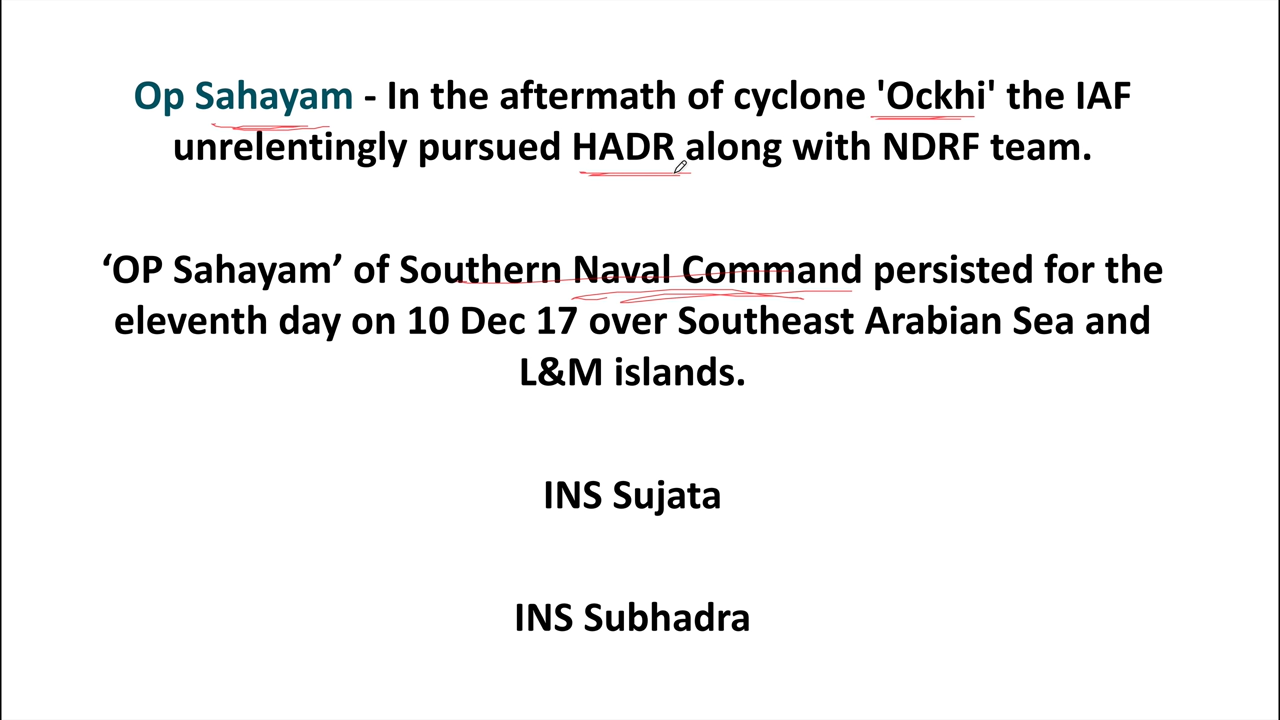 Op Sahayam - In the aftermath of cyclone 'Ockhi' the IAF
unrelentingly pursued HADR along with NDRF team.
‘OP Sahayam’ of Southern Naval Command persisted for the
eleventh day on 10 Dec 17 over Southeast Arabian Sea and
L&M islands.
INS Sujata
INS Subhadra